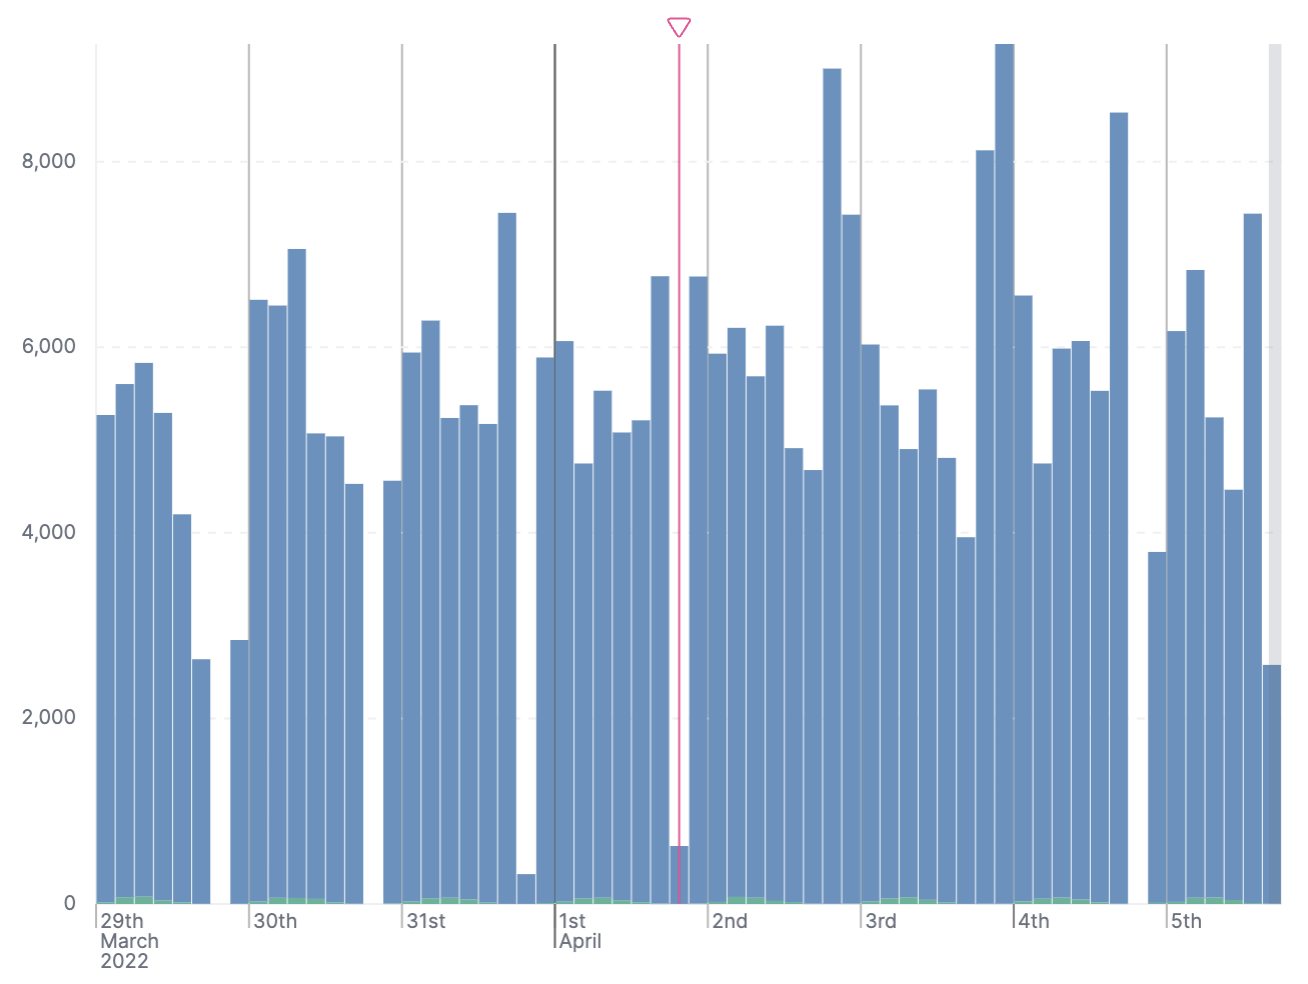 8,000
6,000
4,000
2,000
0
29th
March
2022
30th
31st
1st
April
2nd
3rd
4th
5th